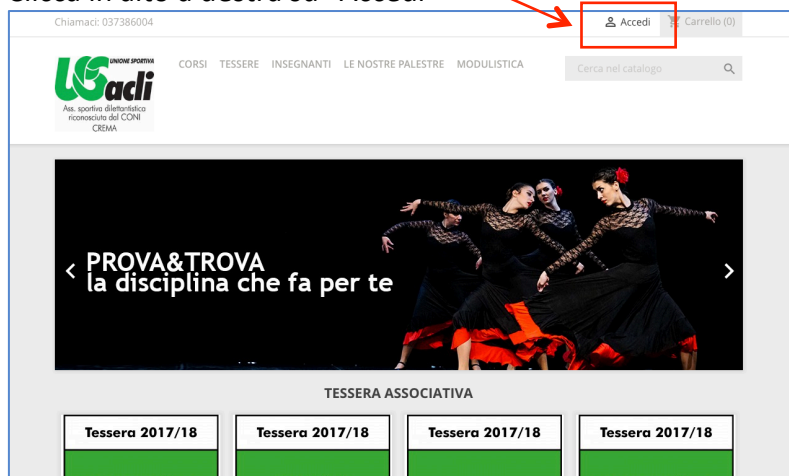 Chiamaci: 037386004
Accedi
Carrello (0)
UNIONE SPORTIVA
USacli
Ass. sportiva dilettantistica
riconosciuta dal CONI
CREMA
CORSI TESSERE INSEGNANTI LE NOSTRE PALESTRE MODULISTICA
Cerca nel catalogo
PROVA&TROVA
la disciplina che fa per te
TESSERA ASSOCIATIVA
Tessera 2017/18
Tessera 2017/18
Tessera 2017/18
Tessera 2017/18